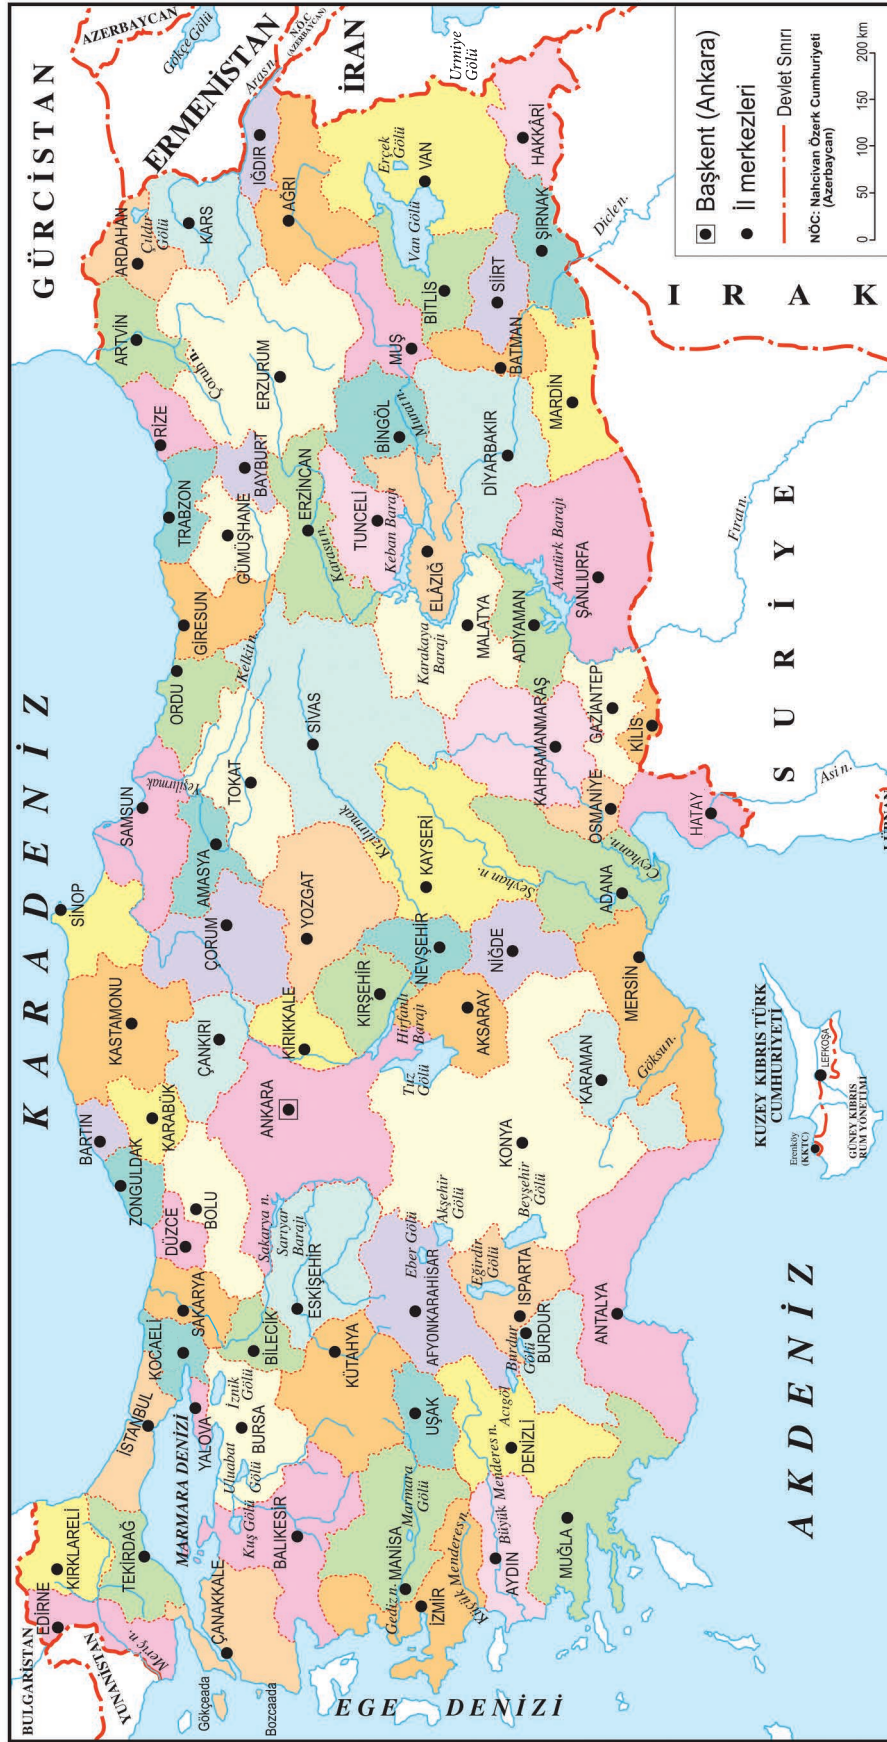 BULGARİSTAN
YUNANİSTAN
GÜRCİSTAN
ERMENİSTAN
AZERBAYCAN
Gökçe Gölü
N.Ö.C
(AZERBAYCAN)
İRAN
Urmiye
Gölü
I R A K
S U R İ Y E
K A R A D E N İ Z
MARMARA DENİZİ
EGE DENİZİ
A K D E N İ Z
EDİRNE
KIRKLARELİ
TEKİRDAĞ
Meriç n.
İSTANBUL
ÇANAKKALE
Gökçeada
Bozcaada
KOCAELİ
YALOVA
SAKARYA
DÜZCE
ZONGULDAK
BARTIN
KARABÜK
BOLU
KASTAMONU
SİNOP
ÇANKIRI
SAMSUN
AMASYA
ÇORUM
TOKAT
Yeşilırmak
ORDU
GİRESUN
Kelkit n.
TRABZON
GÜMÜŞHANE
RİZE
BAYBURT
ARTVİN
Çoruh n.
ARDAHAN
Çıldır
Gölü
KARS
IĞDIR
Aras n.
AĞRI
ERZURUM
ERZİNCAN
Karasu n.
BALIKESİR
Kuş Gölü
Uluabat
Gölü
BURSA
İznik
Gölü
BİLECİK
ESKİŞEHİR
Sakarya n.
Sarıyar
Barajı
KÜTAHYA
ANKARA
KIRIKKALE
KIRŞEHİR
Hirfanlı
Barajı
YOZGAT
SİVAS
Kızılırmak
TUNCELİ
Keban Barajı
BİNGÖL
Murat n.
MUŞ
BİTLİS
Van Gölü
Erçek
Gölü
VAN
HAKKÂRİ
ŞIRNAK
SİİRT
BATMAN
MARDİN
DİYARBAKIR
ELÂZIĞ
MALATYA
Karakaya
Barajı
ADIYAMAN
Atatürk Barajı
ŞANLIURFA
Fırat n.
Dicle n.
GAZİANTEP
KİLİS
KAHRAMANMARAŞ
OSMANİYE
HATAY
Asi n.
Ceyhan n.
ADANA
Seyhan n.
KAYSERİ
NEVŞEHİR
NİĞDE
AKSARAY
Tuz
Gölü
KONYA
KARAMAN
MERSİN
Göksu n.
Akşehir
Gölü
Eber Gölü
AFYONKARAHİSAR
Beyşehir
Gölü
Eğirdir
Gölü
ISPARTA
Burdur
Gölü
BURDUR
ANTALYA
UŞAK
MANİSA
Marmara
Gölü
Gediz n.
İZMİR
Küçük Menderes n.
AYDIN
Büyük Menderes n.
Acıgöl
DENİZLİ
MUĞLA
KUZEY KIBRIS TÜRK
CUMHURİYETİ
LEFKOŞA
Erenköy
(KKTC)
GÜNEY KIBRIS
RUM YÖNETİMİ
Başkent (Ankara)
İl merkezleri
Devlet Sınırı
NÖC: Nahcivan Özerk Cumhuriyeti
(Azerbaycan)
0 50 100 150 200 km